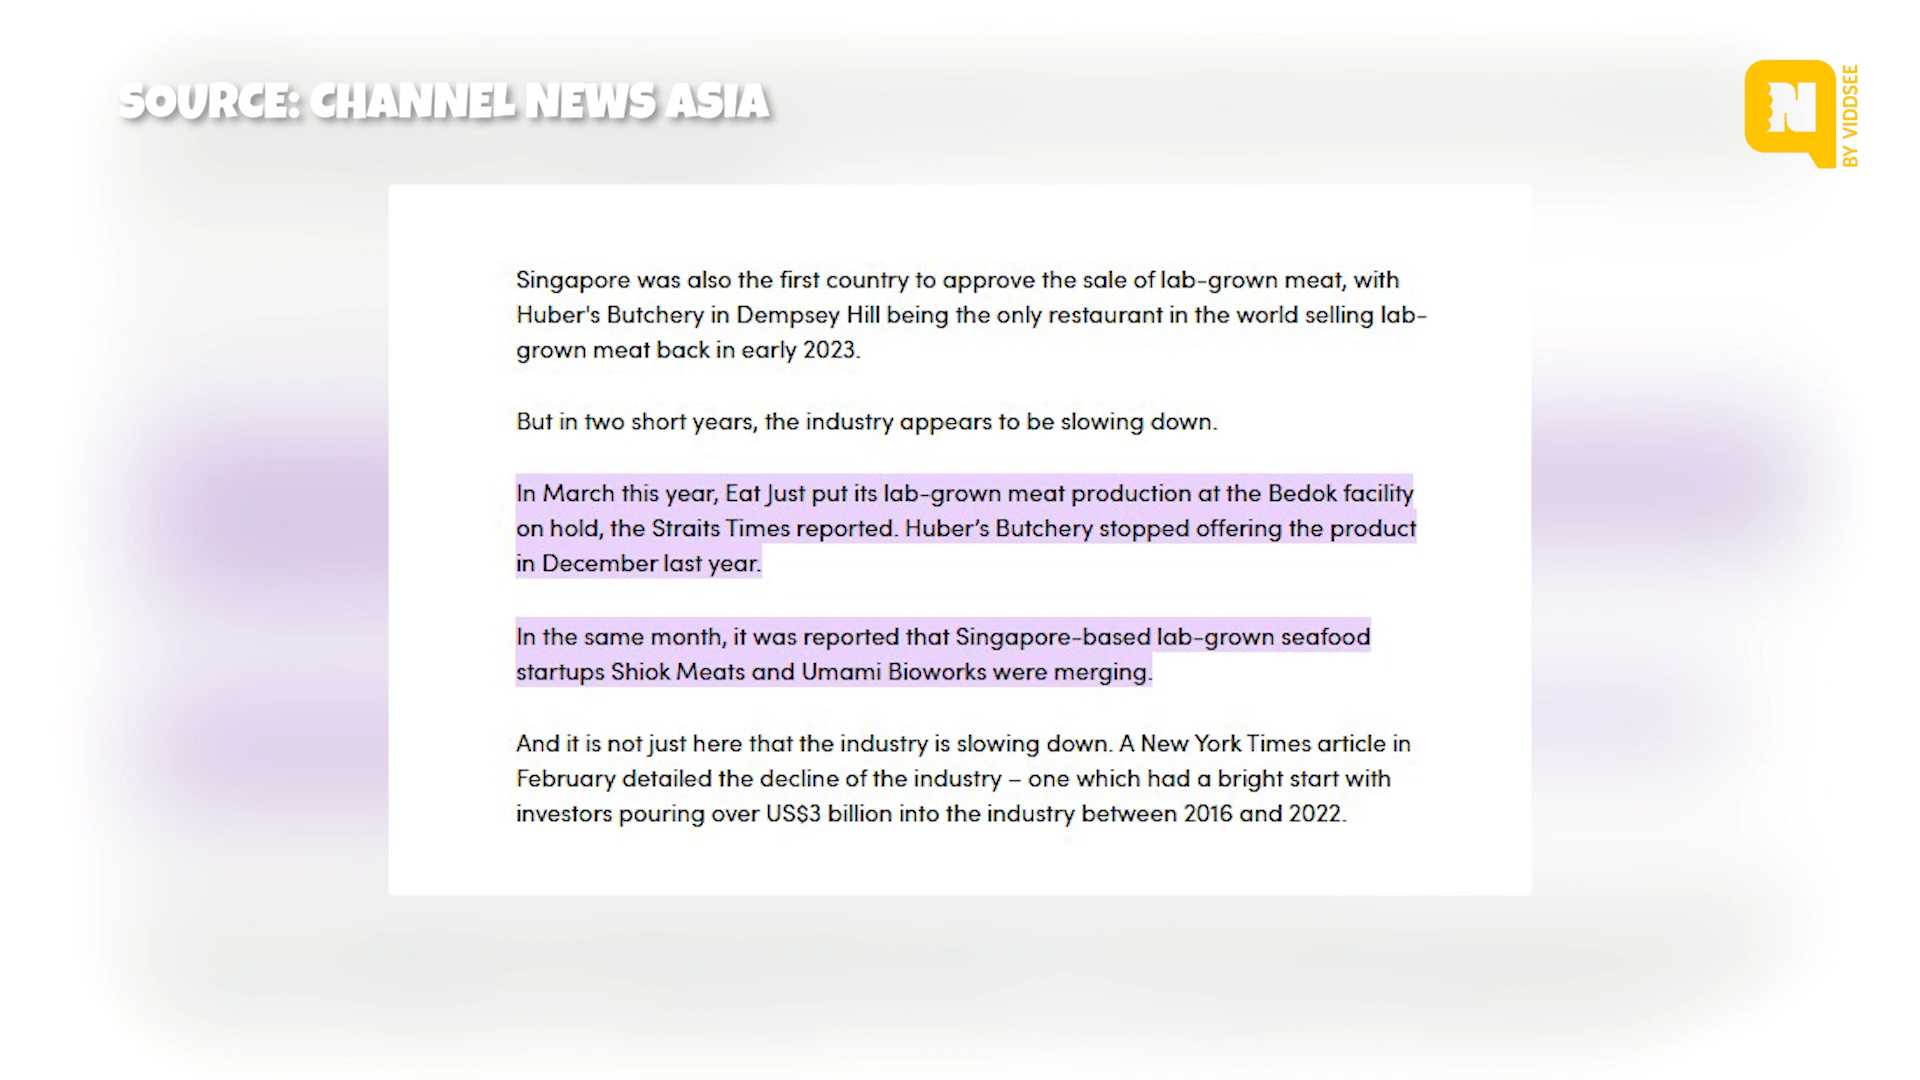 SOURCE: CHANNEL NEWS ASIA
N
BY VIDDSEE
Singapore was also the first country to approve the sale of lab-grown meat, with
Huber's Butchery in Dempsey Hill being the only restaurant in the world selling lab-
grown meat back in early 2023.
But in two short years, the industry appears to be slowing down.
In March this year, Eat Just put its lab-grown meat production at the Bedok facility
on hold, the Straits Times reported. Huber’s Butchery stopped offering the product
in December last year.
In the same month, it was reported that Singapore-based lab-grown seafood
startups Shiok Meats and Umami Bioworks were merging.
And it is not just here that the industry is slowing down. A New York Times article in
February detailed the decline of the industry – one which had a bright start with
investors pouring over US$3 billion into the industry between 2016 and 2022.